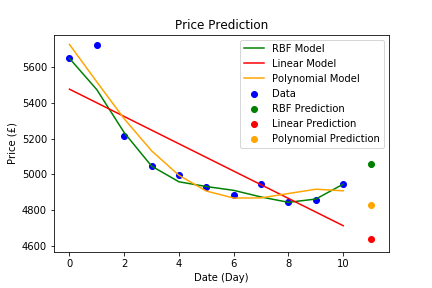 Price Prediction
Price (£)
5600
5400
5200
5000
4800
4600
RBF Model
Linear Model
Polynomial Model
Data
RBF Prediction
Linear Prediction
Polynomial Prediction
0 2 4 6 8 10
Date (Day)